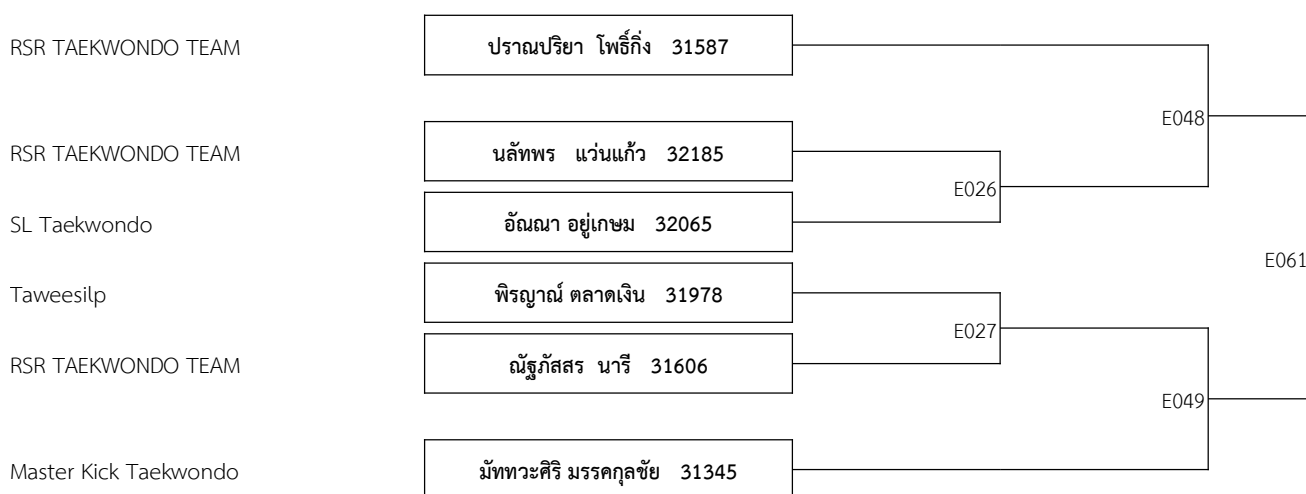 RSR TAEKWONDO TEAM ปราณปริยา โพธิ์กิ่ง 31587
E048
RSR TAEKWONDO TEAM นลัทพร แว่นแก้ว 32185
E026
SL Taekwondo อัณณา อยู่เกษม 32065
E061
Taweesilp พิรญาณ์ ตลาดเงิน 31978
E027
RSR TAEKWONDO TEAM ณัฐภัสสร นารี 31606
E049
Master Kick Taekwondo มัททวะศิริ มรรคกุลชัย 31345